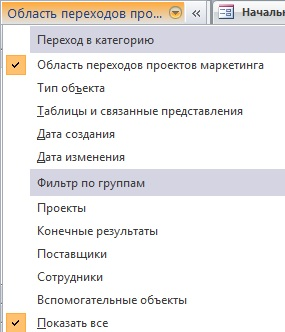 Область переходов про... « Началь
Переход в категорию
Область переходов проектов маркетинга
Тип объекта
Таблицы и связанные представления
Дата создания
Дата изменения
Фильтр по группам
Проекты
Конечные результаты
Поставщики
Сотрудники
Вспомогательные объекты
Показать все